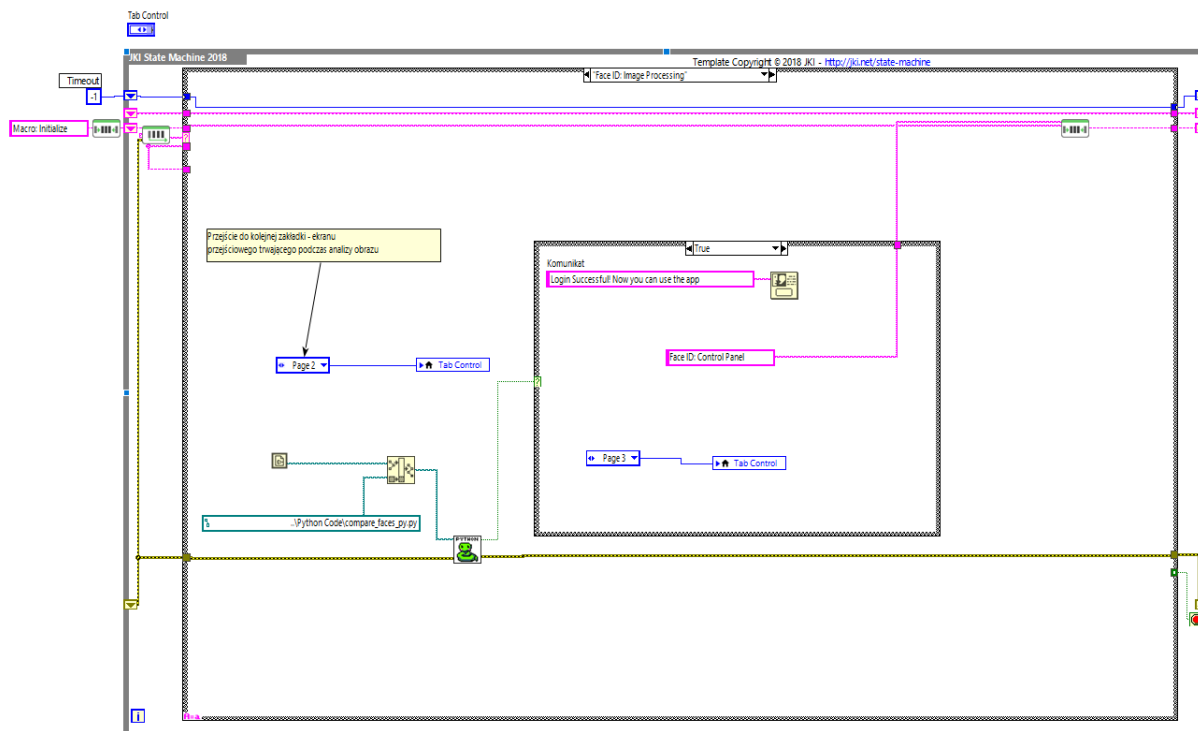 Tab Control
JKI State Machine 2018
Template Copyright © 2018 JKI - http://jki.net/state-machine
"Face ID: Image Processing"
Timeout
-1
Macro: Initialize
Przejście do kolejnej zakładki - ekranu
przejściowego trwającego podczas analizy obrazu
True
Komunikat
Login Successful! Now you can use the app
Face ID: Control Panel
Page 2
Tab Control
Page 3
Tab Control
..\Python Code\compare_faces_py.py
PYTHON
i
A=a